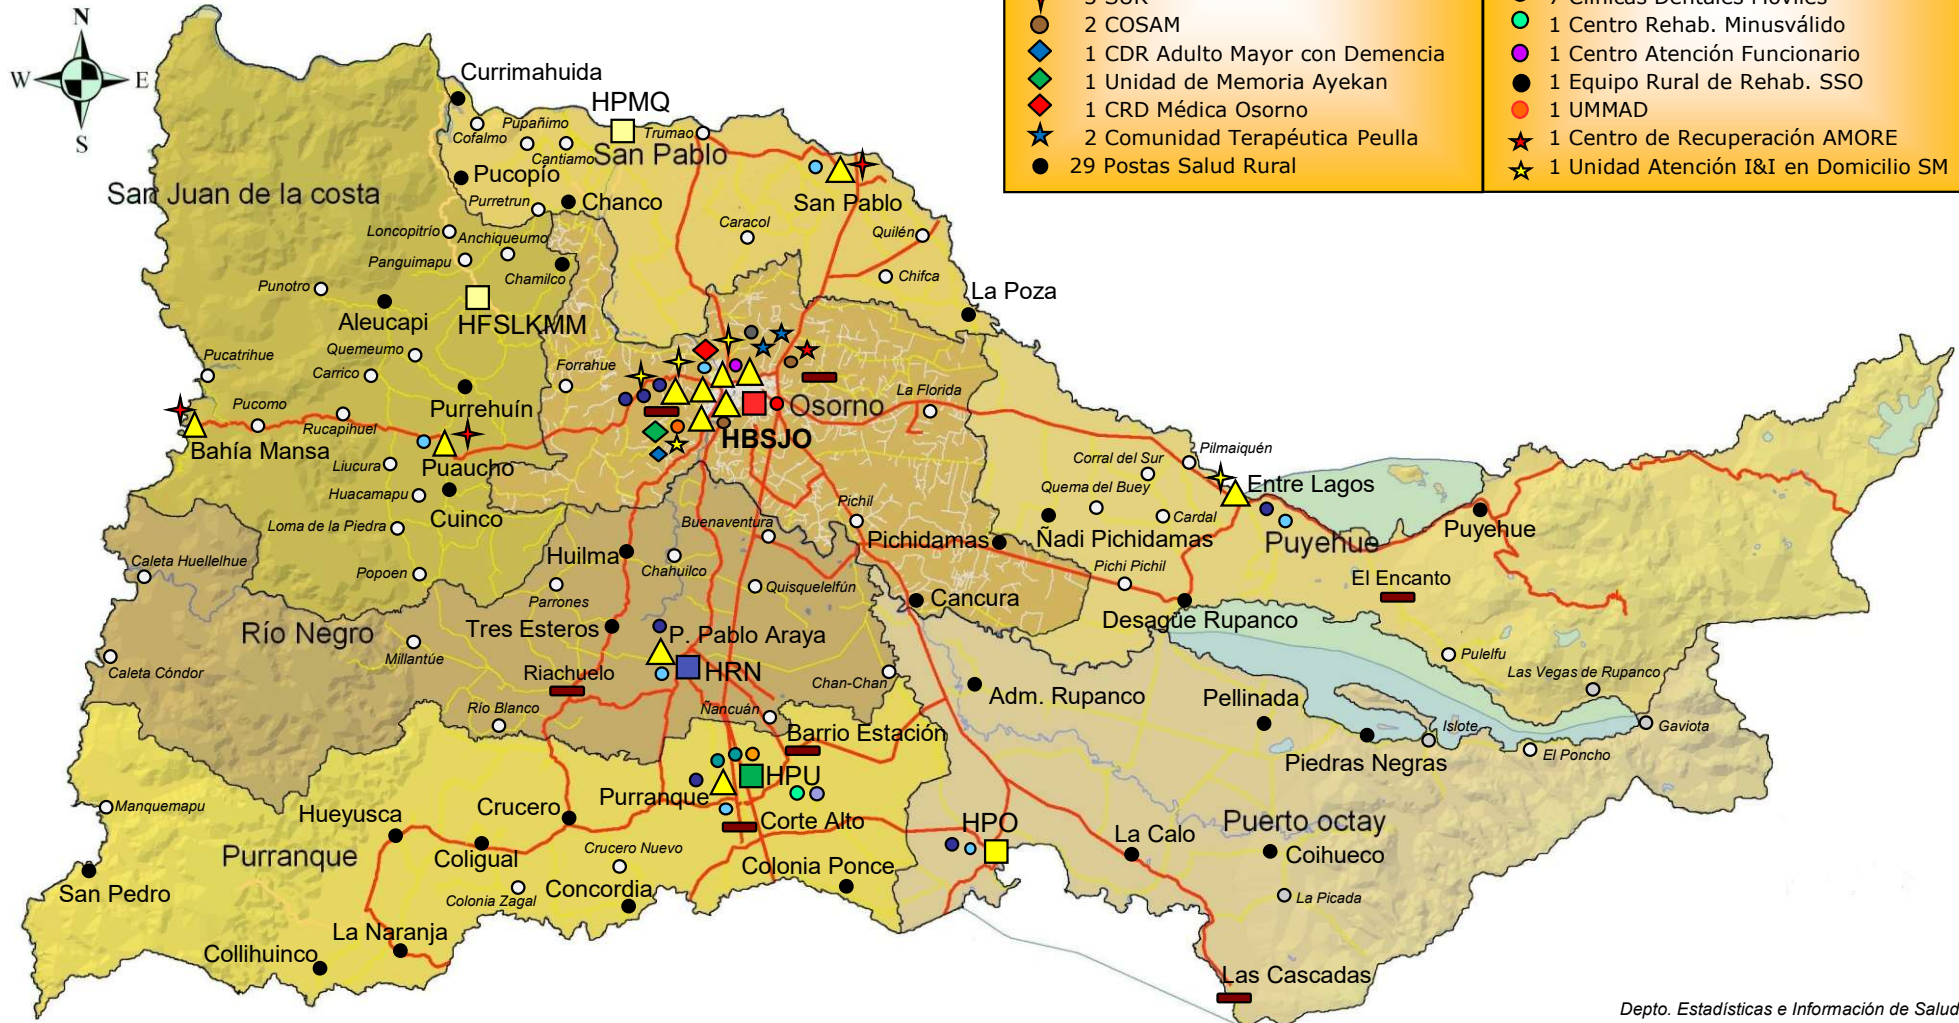 N
W
E
S
5 SUR
2 COSAM
1 CDR Adulto Mayor con Demencia
1 Unidad de Memoria Ayekan
1 CRD Médica Osorno
2 Comunidad Terapéutica Peulla
29 Postas Salud Rural
7 Clínicas Dentales Móviles
1 Centro Rehab. Minusválido
1 Centro Atención Funcionario
1 Equipo Rural de Rehab. SSO
1 UMMAD
1 Centro de Recuperación AMORE
1 Unidad Atención I&I en Domicilio SM
Currimahuida
HPMQ
Cofalmo
Pupañimo
Cantiamo
Trumao
San Pablo
Pucopío
San Juan de la costa
Purretrun
Chanco
San Pablo
Caracol
Quilén
Loncopitrío
Anchiqueumo
Panguimapu
Chamilco
Chifca
Punotro
La Poza
Aleucapi
HFSLKMM
Quemeumo
Pucatrihue
Carrico
Forrahue
La Florida
Purrehuín
Osorno
Pucomo
Rucapihuel
HBSJO
Bahía Mansa
Puaucho
Liucura
Pilmaiquén
Corral del Sur
Entre Lagos
Quema del Buey
Huacamapu
Cuinco
Pichil
Cardal
Loma de la Piedra
Buenaventura
Puyehue
Pichidamas
Ñadi Pichidamas
Puyehue
Huilma
Caleta Huellelhue
Chahuilco
Popoen
Pichi Pichil
El Encanto
Quisquelelfún
Parrones
Cancura
Desagüe Rupanco
Río Negro
Tres Esteros
P. Pablo Araya
Millantúe
Pulelfu
Caleta Cóndor
Riachuelo
HRN
Chan-Chan
Las Vegas de Rupanco
Adm. Rupanco
Pellinada
Río Blanco
Ñancuán
Islote
Gaviota
Barrio Estación
El Poncho
Piedras Negras
HPU
Purranque
Manquemapu
Hueyusca
Crucero
Corte Alto
HPO
La Calo
Puerto octay
Purranque
Coligual
Crucero Nuevo
Coihueco
Colonia Ponce
San Pedro
Colonia Zagal
Concordia
La Picada
La Naranja
Collihuinco
Las Cascadas
Depto. Estadísticas e Información de Salud